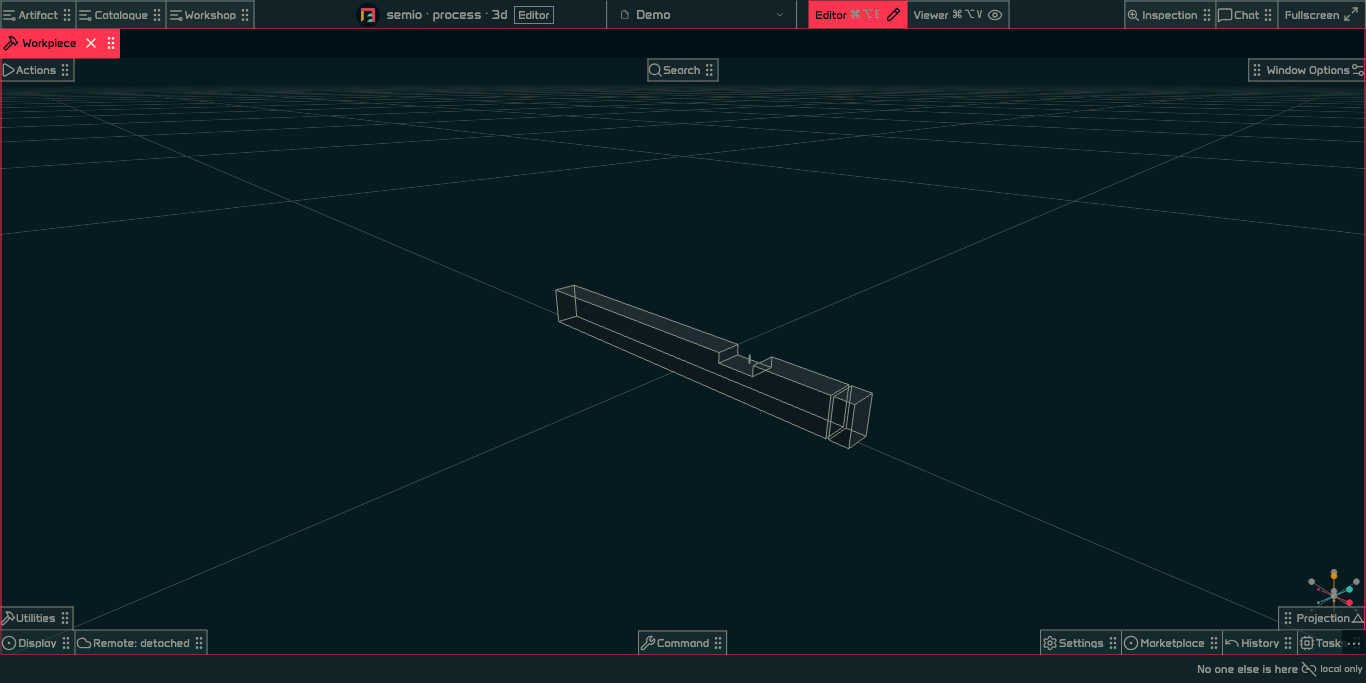 Artifact
Catalogue
Workshop
semio · process · 3d
Editor
Demo
Editor ⌘⌥E
Viewer ⌘⌥V
Inspection
Chat
Fullscreen
Workpiece
Actions
Search
Window Options
Utilities
Projection
Display
Remote: detached
Command
Settings
Marketplace
History
Task
No one else is here
local only